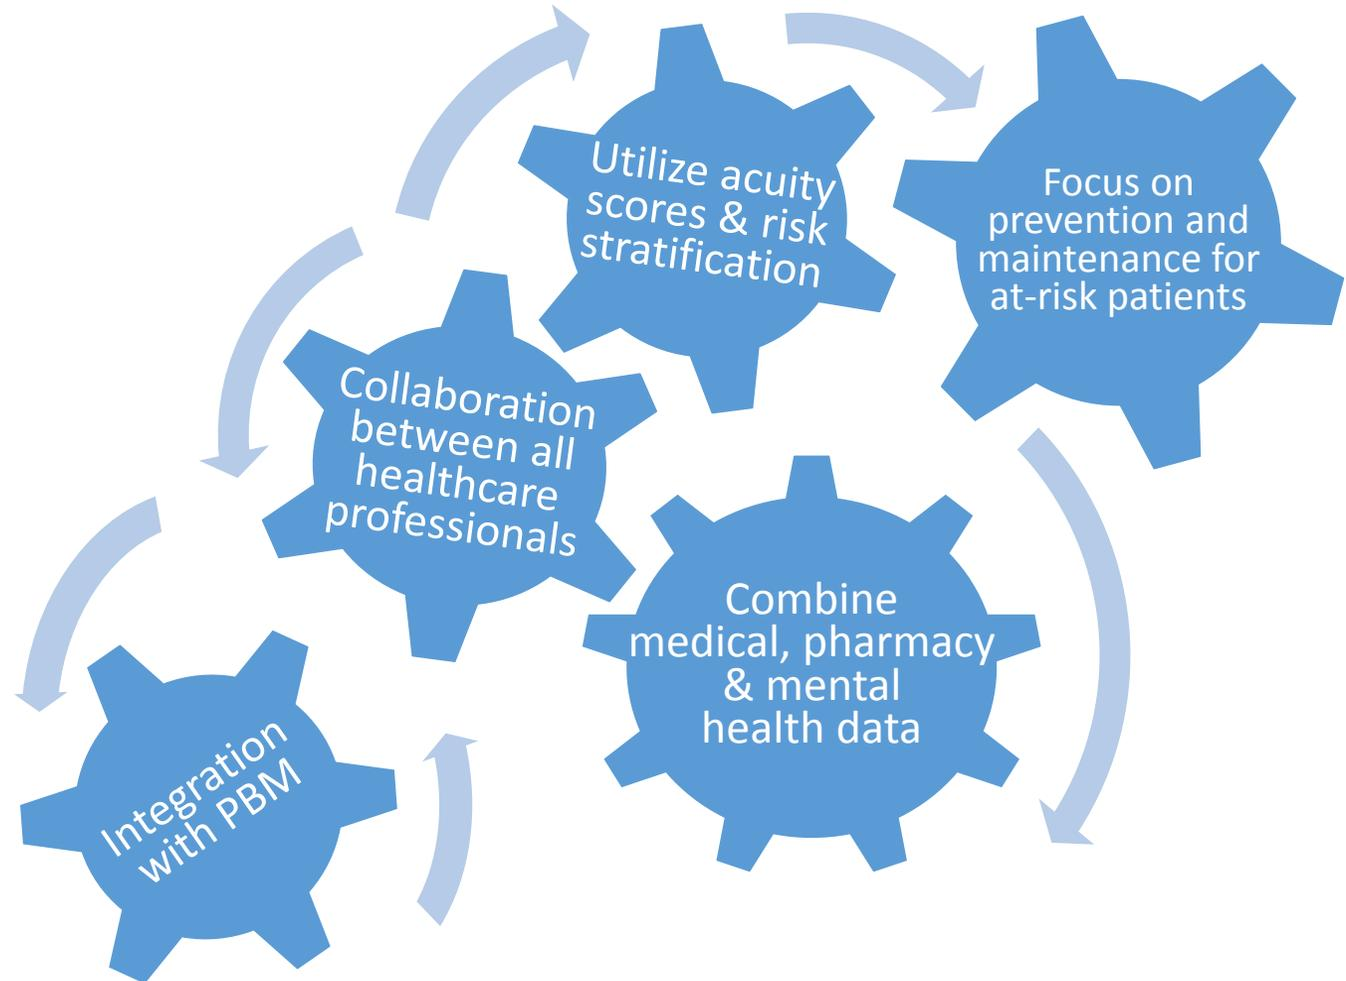 Utilize acuity
scores & risk
stratification
Focus on
prevention and
maintenance for
at-risk patients
Collaboration
between all
healthcare
professionals
Combine
medical, pharmacy
& mental
health data
Integration
with PBM